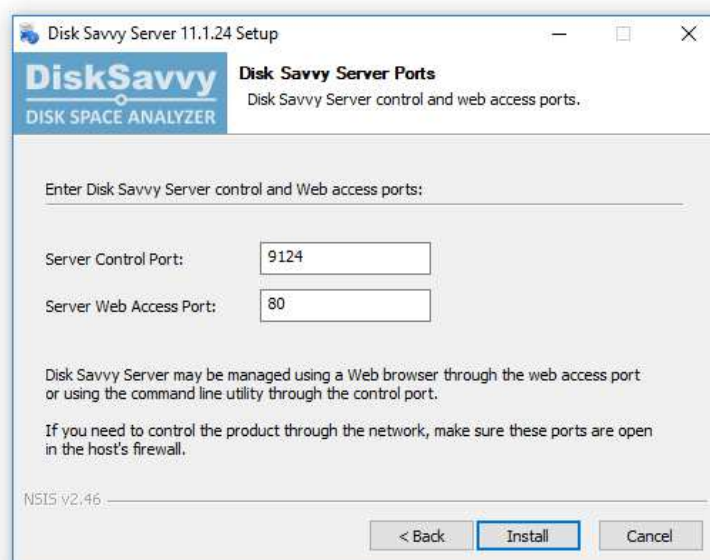 Disk Savvy Server 11.1.24 Setup
DiskSavvy
DISK SPACE ANALYZER
Disk Savvy Server Ports
Disk Savvy Server control and web access ports.
Enter Disk Savvy Server control and Web access ports:
Server Control Port: 9124
Server Web Access Port: 80
Disk Savvy Server may be managed using a Web browser through the web access port
or using the command line utility through the control port.
If you need to control the product through the network, make sure these ports are open
in the host's firewall.
NSIS v2.46
< Back Install Cancel